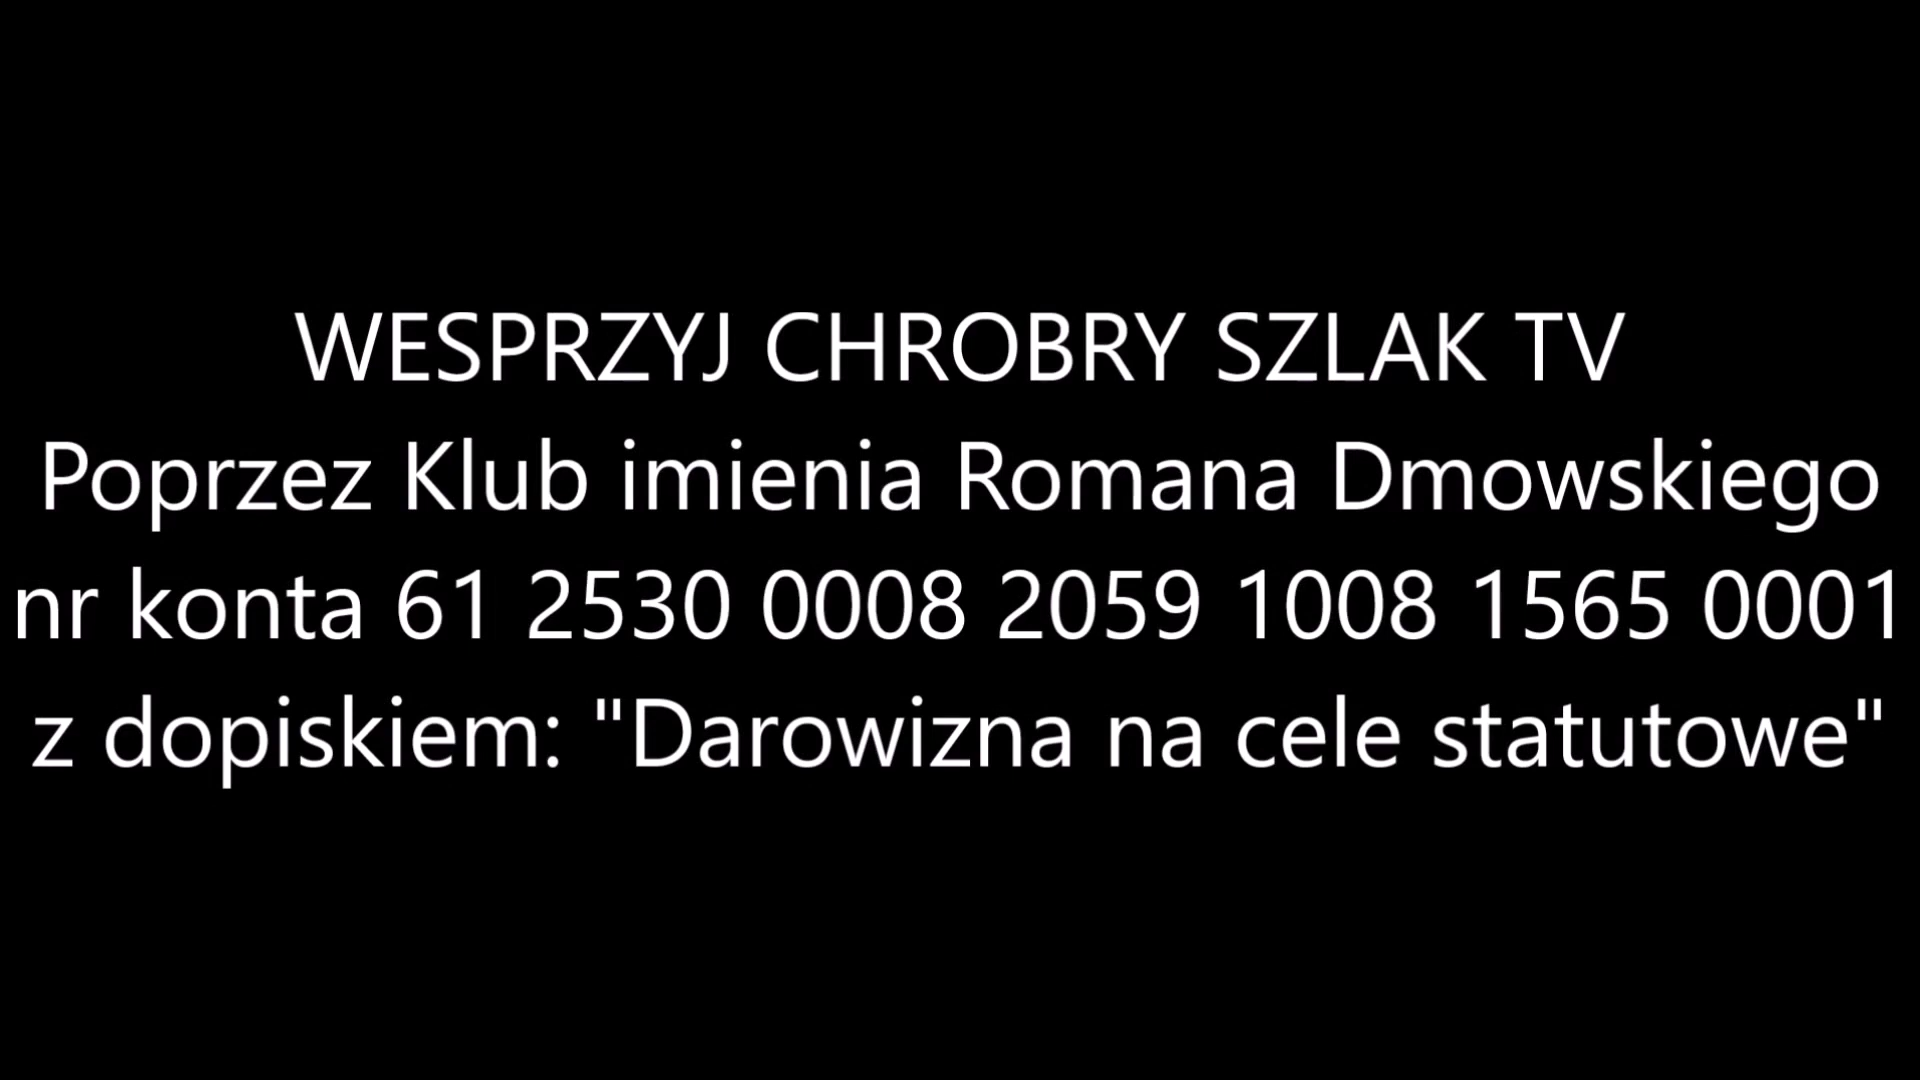 WESPRZYJ CHROBRY SZLAK TV
Poprzez Klub imienia Romana Dmowskiego
nr konta 61 2530 0008 2059 1008 1565 0001
z dopiskiem: "Darowizna na cele statutowe"